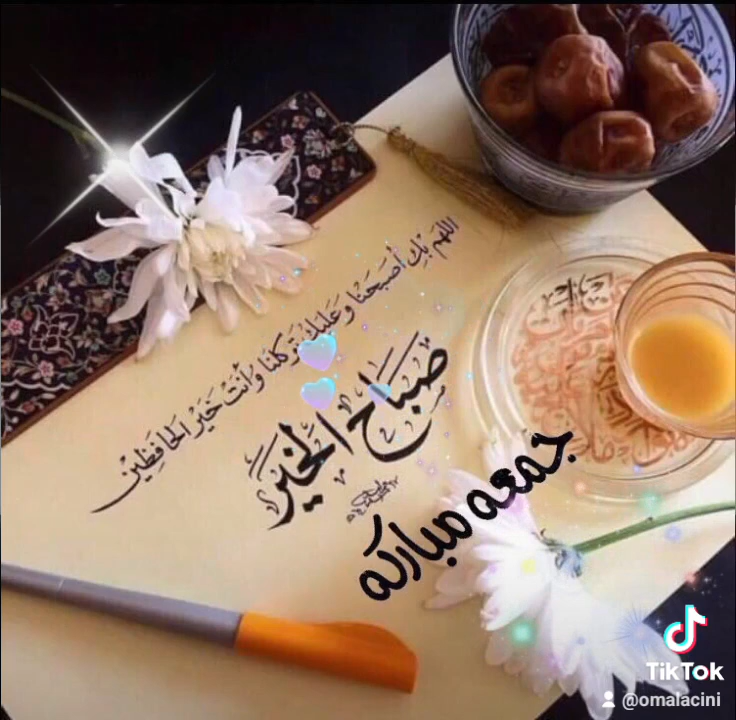 اللهم بك أصبحنا وعليك توكلنا وأنت خير الحافظين
صباح الخير
جمعه مباركه
TikTok
@omalacini